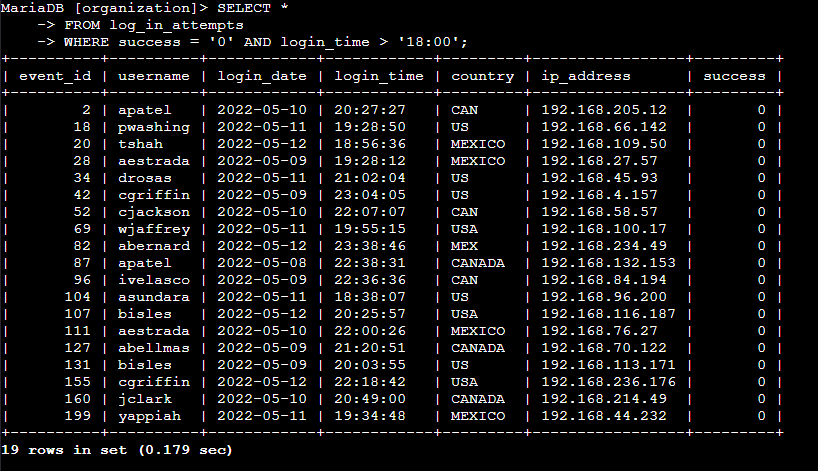 MariaDB [organization]> SELECT *
    -> FROM log_in_attempts
    -> WHERE success = '0' AND login_time > '18:00';
+----------+----------+------------+------------+---------+-----------------+---------+
| event_id | username | login_date | login_time | country | ip_address      | success |
+----------+----------+------------+------------+---------+-----------------+---------+
|        2 | apatel   | 2022-05-10 | 20:27:27   | CAN     | 192.168.205.12  |       0 |
|       18 | pwashing | 2022-05-11 | 19:28:50   | US      | 192.168.66.142  |       0 |
|       20 | tshah    | 2022-05-12 | 18:56:36   | MEXICO  | 192.168.109.50  |       0 |
|       28 | aestrada | 2022-05-09 | 19:28:12   | MEXICO  | 192.168.27.57   |       0 |
|       34 | drosas   | 2022-05-11 | 21:02:04   | US      | 192.168.45.93   |       0 |
|       42 | cgriffin | 2022-05-09 | 23:04:05   | US      | 192.168.4.157   |       0 |
|       52 | cjackson | 2022-05-10 | 22:07:07   | CAN     | 192.168.58.57   |       0 |
|       69 | wjaffrey | 2022-05-11 | 19:55:15   | USA     | 192.168.100.17  |       0 |
|       82 | abernard | 2022-05-12 | 23:38:46   | MEX     | 192.168.234.49  |       0 |
|       87 | apatel   | 2022-05-08 | 22:38:31   | CANADA  | 192.168.132.153 |       0 |
|       96 | ivelasco | 2022-05-09 | 22:36:36   | CAN     | 192.168.84.194  |       0 |
|      104 | asundara | 2022-05-11 | 18:38:07   | US      | 192.168.96.200  |       0 |
|      107 | bisles   | 2022-05-12 | 20:25:57   | USA     | 192.168.116.187 |       0 |
|      111 | aestrada | 2022-05-10 | 22:00:26   | MEXICO  | 192.168.76.27   |       0 |
|      127 | abellmas | 2022-05-09 | 21:20:51   | CANADA  | 192.168.70.122  |       0 |
|      131 | bisles   | 2022-05-09 | 20:03:55   | US      | 192.168.113.171 |       0 |
|      155 | cgriffin | 2022-05-12 | 22:18:42   | USA     | 192.168.236.176 |       0 |
|      160 | jclark   | 2022-05-10 | 20:49:00   | CANADA  | 192.168.214.49  |       0 |
|      199 | yappiah  | 2022-05-11 | 19:34:48   | MEXICO  | 192.168.44.232  |       0 |
+----------+----------+------------+------------+---------+-----------------+---------+
19 rows in set (0.179 sec)